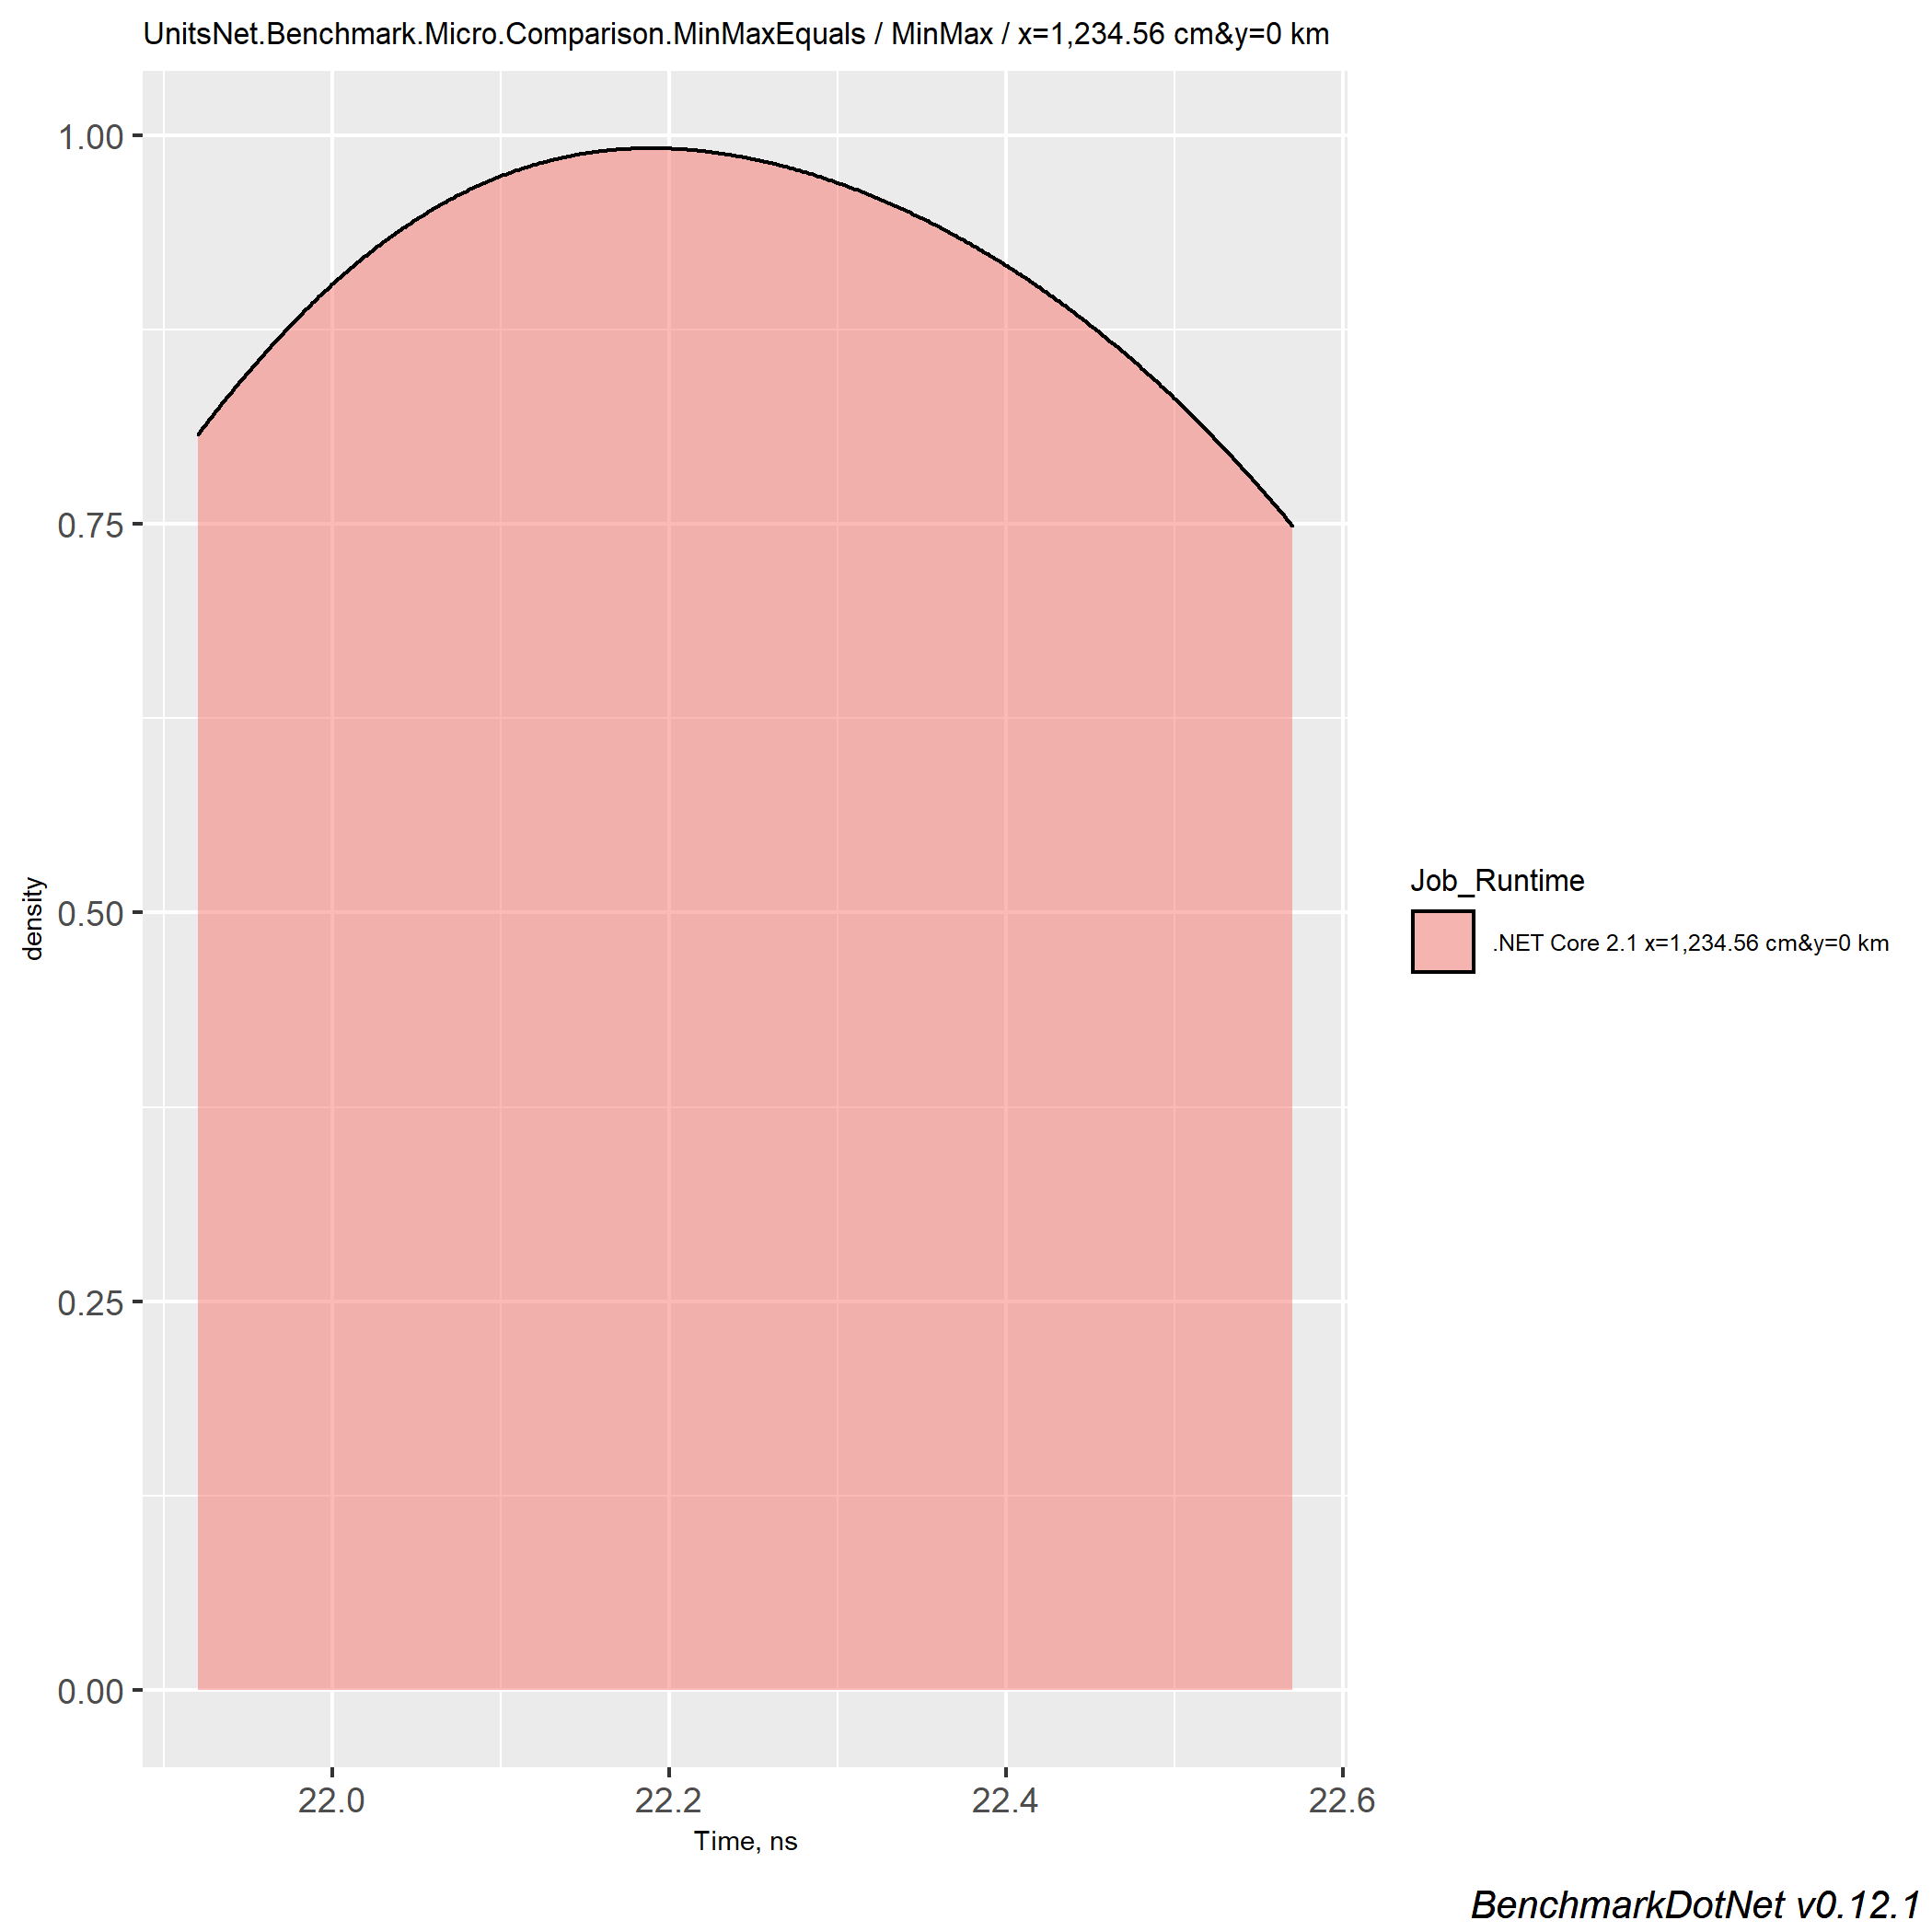 UnitsNet.Benchmark.Micro.Comparison.MinMaxEquals / MinMax / x=1,234.56 cm&y=0 km
1.00
0.75
0.50
0.25
0.00
density
22.0
22.2
22.4
22.6
Time, ns
Job_Runtime
.NET Core 2.1 x=1,234.56 cm&y=0 km
BenchmarkDotNet v0.12.1